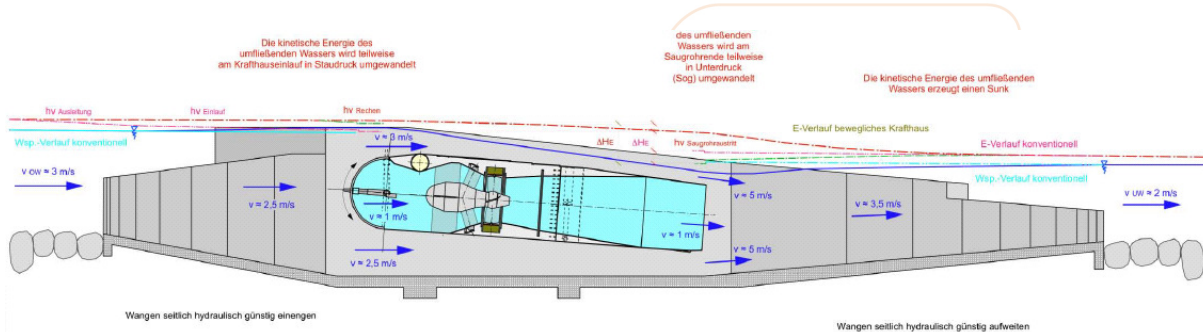 Die kinetische Energie des
umfließenden Wassers wird teilweise
am Krafthauseinlauf in Staudruck umgewandelt
des umfließenden
Wassers wird am
Saugrohrende teilweise
in Unterdruck
(Sog) umgewandelt
Die kinetische Energie des umfließenden
Wassers erzeugt einen Sunk
hv Ausleitung
hv Einlauf
hv Rechen
Wsp.-Verlauf konventionell
v ≈ 3 m/s
ΔHE
ΔHE
hv Saugrohraustritt
E-Verlauf bewegliches Krafthaus
E-Verlauf konventionell
Wsp.-Verlauf konventionell
v OW ≈ 3 m/s
v ≈ 2,5 m/s
v ≈ 1 m/s
v ≈ 2,5 m/s
v ≈ 5 m/s
v ≈ 1 m/s
v ≈ 5 m/s
v ≈ 3,5 m/s
v UW ≈ 2 m/s
Wangen seitlich hydraulisch günstig einengen
Wangen seitlich hydraulisch günstig aufweiten